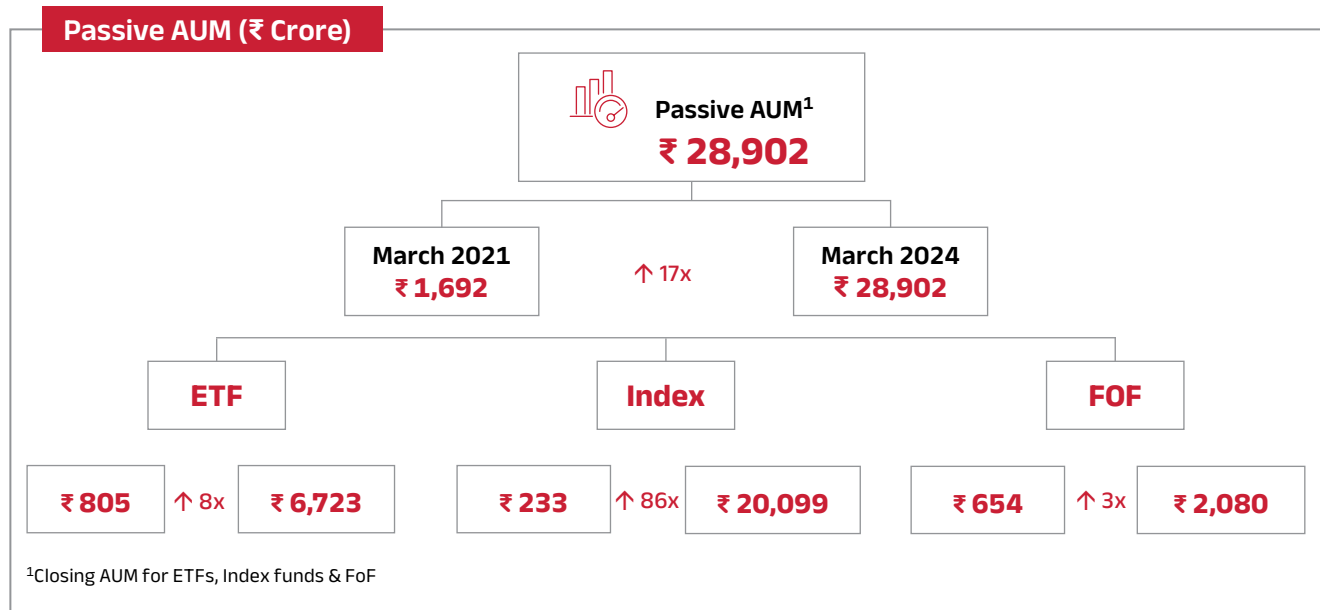 Passive AUM (₹ Crore)
Passive AUM¹
₹ 28,902
March 2021
₹ 1,692
↑ 17x
March 2024
₹ 28,902
ETF
Index
FOF
₹ 805
↑ 8x
₹ 6,723
₹ 233
↑ 86x
₹ 20,099
₹ 654
↑ 3x
₹ 2,080
¹Closing AUM for ETFs, Index funds & FoF